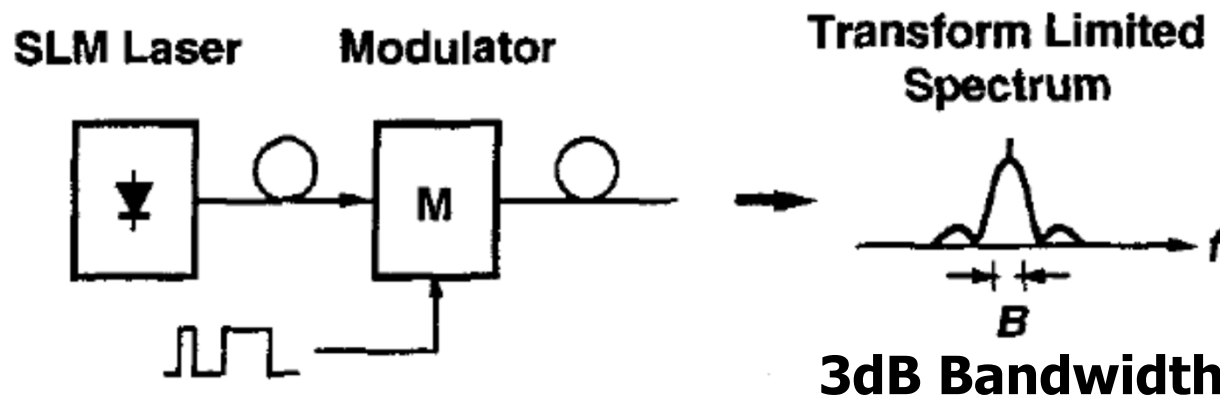 SLM Laser
Modulator
Transform Limited
Spectrum
M
f
B
3dB Bandwidth